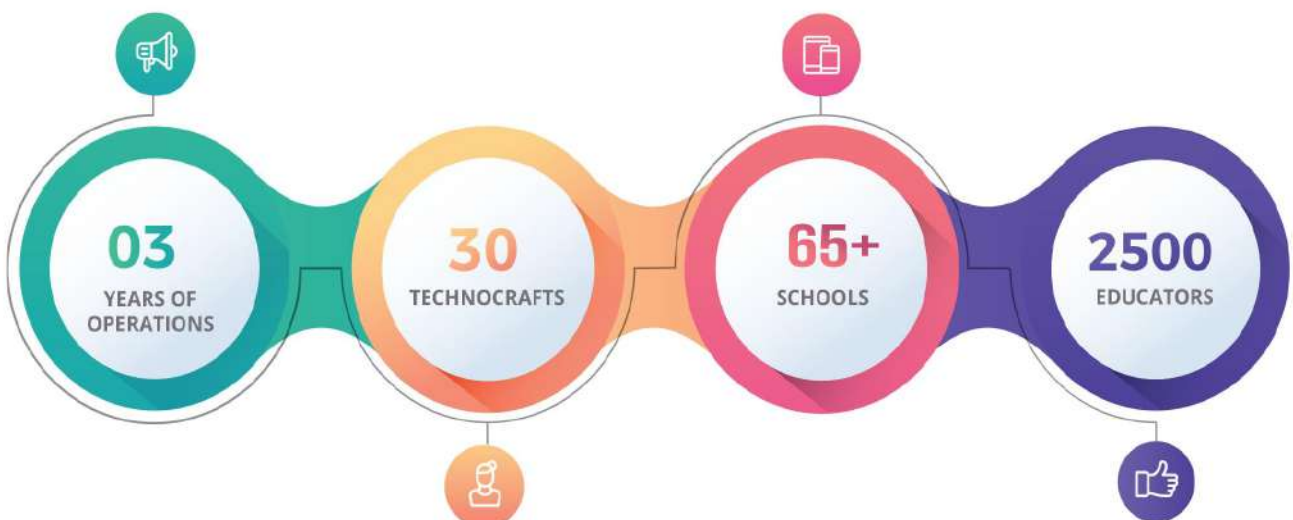 03
YEARS OF
OPERATIONS
30
TECHNOCRAFTS
65+
SCHOOLS
2500
EDUCATORS